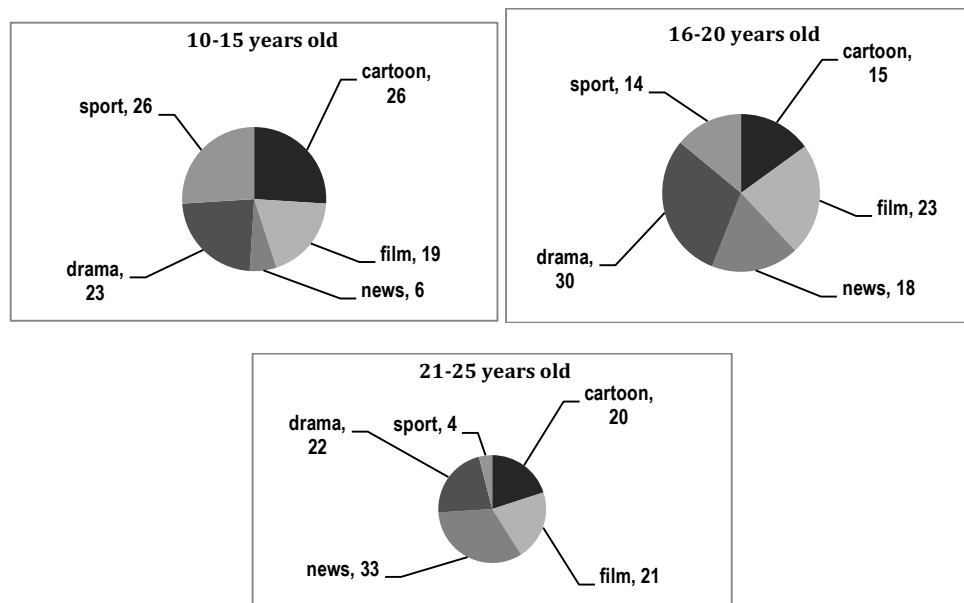 10-15 years old
cartoon,
26
sport, 26
film, 19
drama,
23
news, 6
16-20 years old
cartoon,
15
sport, 14
film, 23
drama,
30
news, 18
21-25 years old
cartoon,
20
drama,
22
sport, 4
news, 33
film, 21